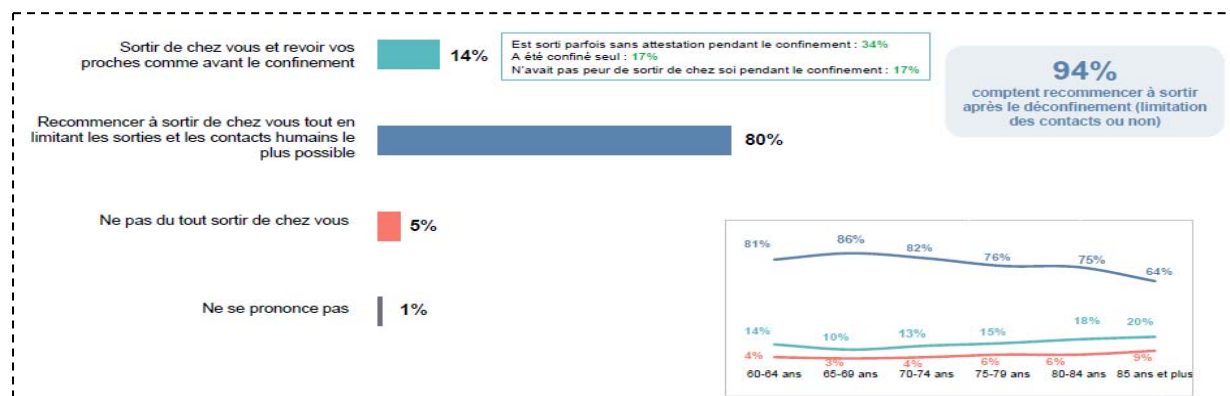 Sortir de chez vous et revoir vos
proches comme avant le confinement
14%
Est sorti parfois sans attestation pendant le confinement : 34%
A été confiné seul : 17%
N'avait pas peur de sortir de chez soi pendant le confinement : 17%
94%
comptent recommencer à sortir
après le déconfinement (limitation
des contacts ou non)
Recommencer à sortir de chez vous tout en
limitant les sorties et les contacts humains le
plus possible
80%
Ne pas du tout sortir de chez vous
5%
Ne se prononce pas
1%
81% 86% 82% 76% 75% 64%
14% 10% 13% 15% 18% 20%
4% 3% 4% 6% 6% 9%
60-64 ans 65-69 ans 70-74 ans 75-79 ans 80-84 ans 85 ans et plus